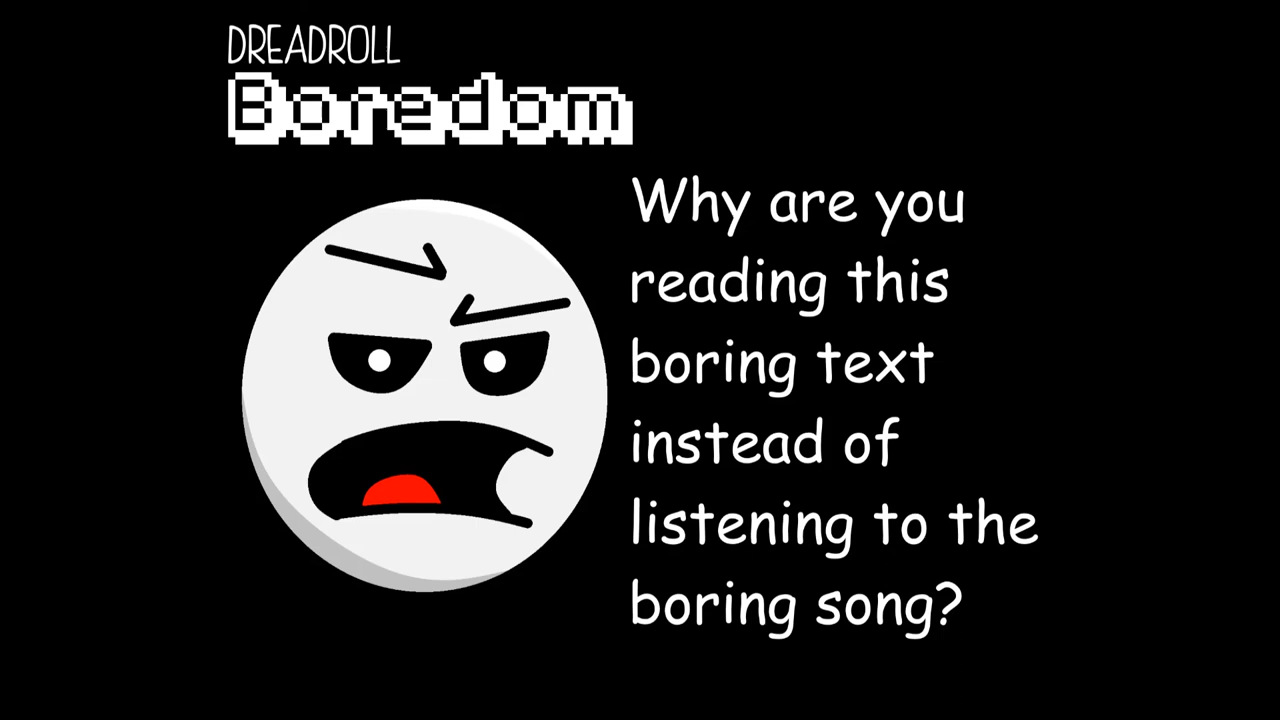 DREADROLL
Boredom
Why are you
reading this
boring text
instead of
listening to the
boring song?